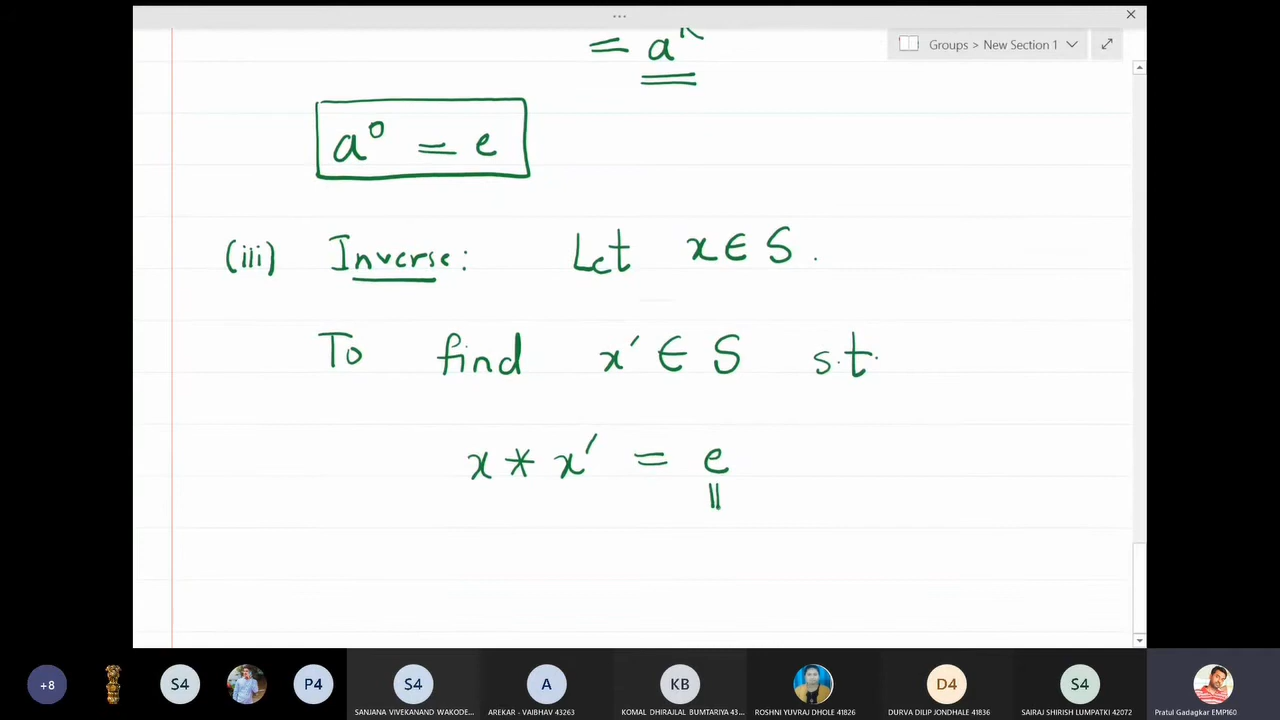 = a^k
Groups > New Section 1
a⁰ = e
(iii) Inverse: Let x ∈ S.
To find x′ ∈ S s.t.
x * x′ = e
||
+8
S4
P4
S4
A
KB
D4
S4
SANJANA VIVEKANAND WAKODE...
AREKAR - VAIBHAV 43263
KOMAL DHIRAJLAL BUMTARIYA 43...
ROSHNI YUVRAJ DHOLE 41826
DURVA DILIP JONDHALE 41836
SAIRAJ SHIRISH LUMPATKI 42072
Pratul Gadagkar EMP160